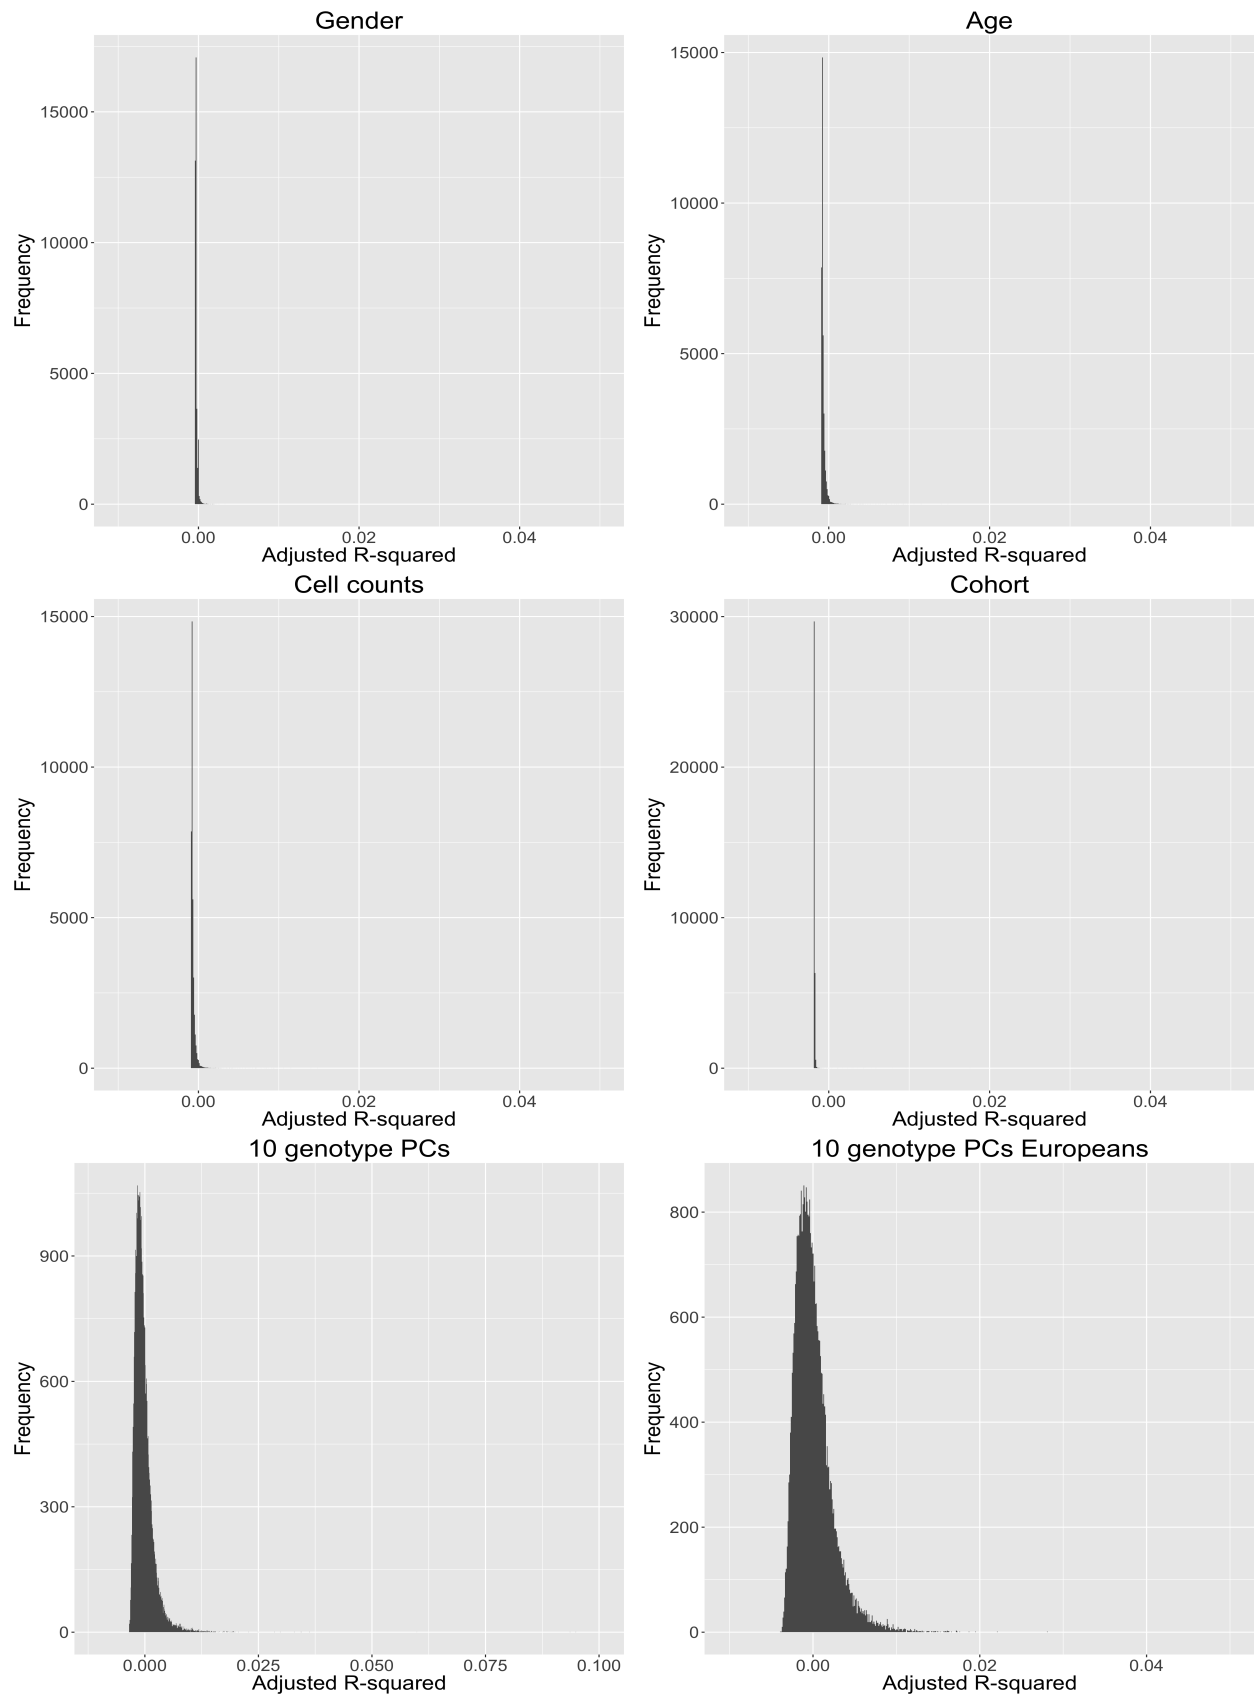 Gender
15000
10000
5000
0
Frequency
0.00 0.02 0.04
Adjusted R-squared
Age
15000
10000
5000
0
Frequency
0.00 0.02 0.04
Adjusted R-squared
Cell counts
15000
10000
5000
0
Frequency
0.00 0.02 0.04
Adjusted R-squared
Cohort
30000
20000
10000
0
Frequency
0.00 0.02 0.04
Adjusted R-squared
10 genotype PCs
900
600
300
0
Frequency
0.000 0.025 0.050 0.075 0.100
Adjusted R-squared
10 genotype PCs Europeans
800
600
400
200
0
Frequency
0.00 0.02 0.04
Adjusted R-squared